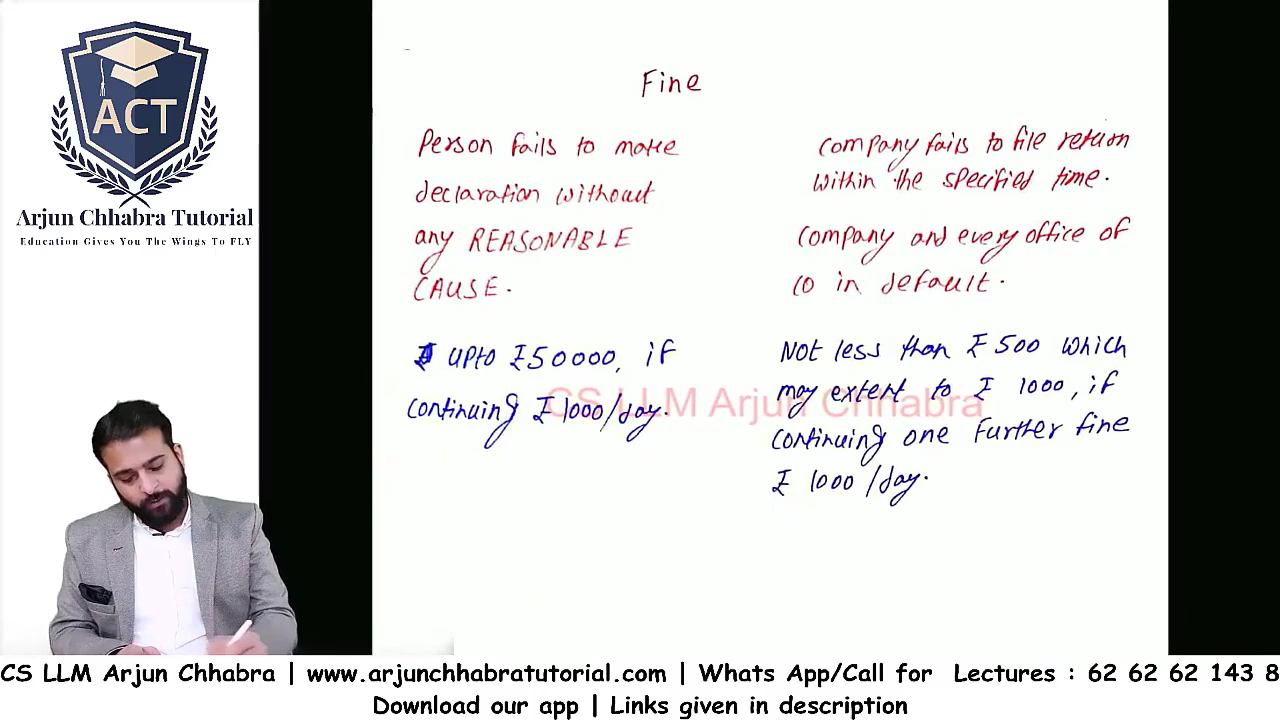 ACT
Arjun Chhabra Tutorial
Education Gives You The Wings To FLY
Fine
Person fails to make
declaration without
any REASONABLE
CAUSE.
upto ₹50000, if
continuing ₹1000/day.
company fails to file return
within the specified time.
company and every office of
co in default.
Not less than ₹500 which
may extent to ₹ 1000, if
continuing one further fine
₹ 1000/day.
CS LLM Arjun Chhabra
CS LLM Arjun Chhabra | www.arjunchhabratutorial.com | Whats App/Call for Lectures : 62 62 62 143 8
Download our app | Links given in description